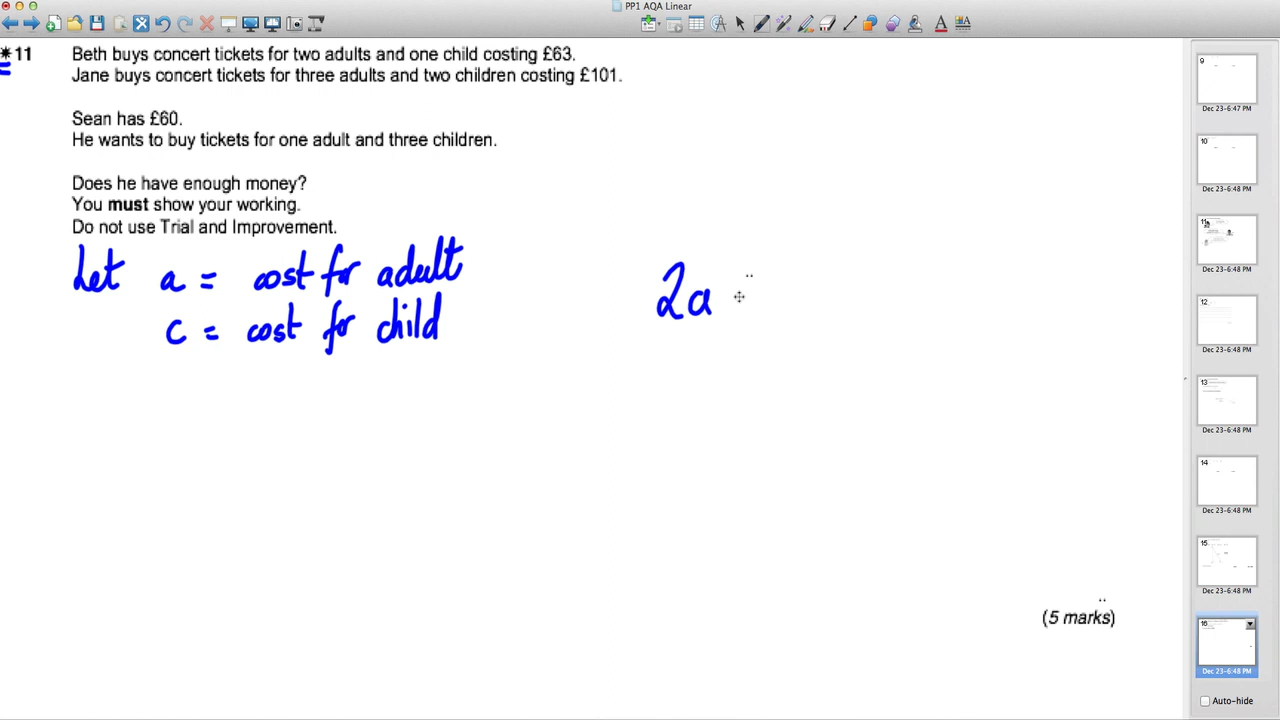 PP1 AQA Linear
*11 Beth buys concert tickets for two adults and one child costing £63.
Jane buys concert tickets for three adults and two children costing £101.
Sean has £60.
He wants to buy tickets for one adult and three children.
Does he have enough money?
You must show your working.
Do not use Trial and Improvement.
Let a = cost for adult
c = cost for child
2a
(5 marks)
9
Dec 23-6:47 PM
10
Dec 23-6:48 PM
11
Dec 23-6:48 PM
12
Dec 23-6:48 PM
13
Dec 23-6:48 PM
14
Dec 23-6:48 PM
15
Dec 23-6:48 PM
16
Dec 23-6:48 PM
Auto-hide